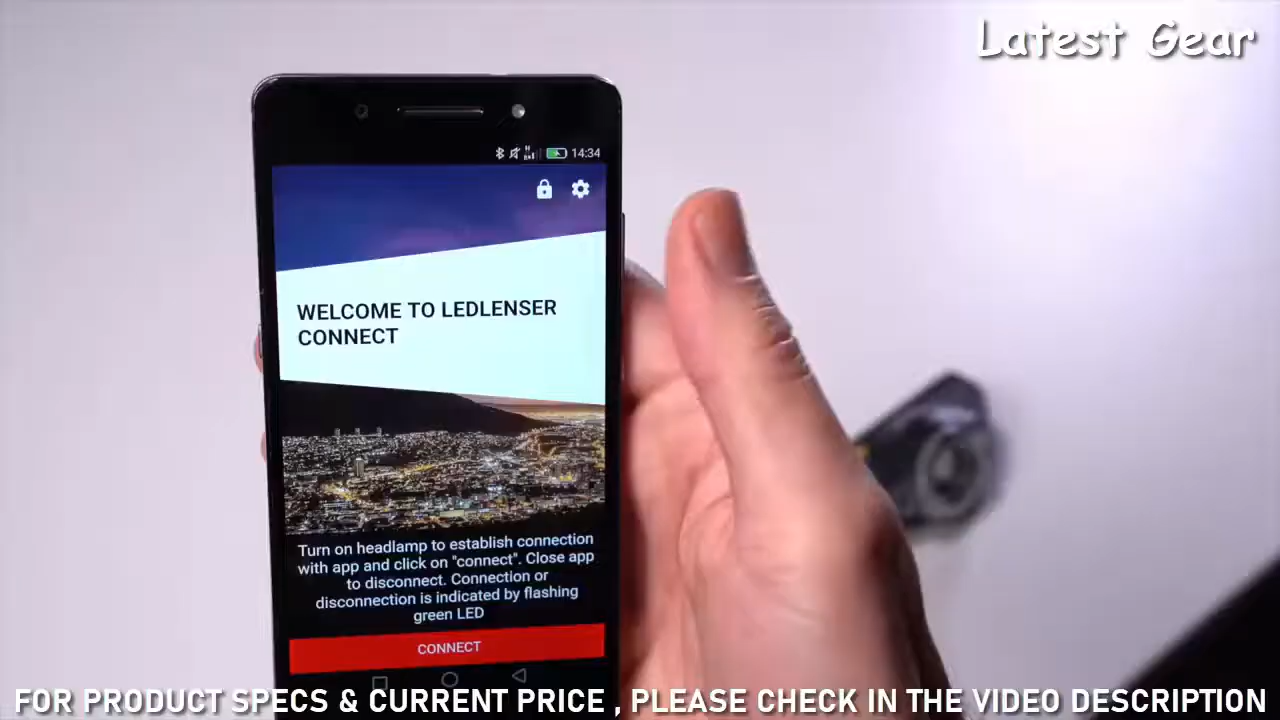 Latest Gear
14:34
WELCOME TO LEDLENSER
CONNECT
Turn on headlamp to establish connection
with app and click on "connect". Close app
to disconnect. Connection or
disconnection is indicated by flashing
green LED
CONNECT
FOR PRODUCT SPECS & CURRENT PRICE , PLEASE CHECK IN THE VIDEO DESCRIPTION